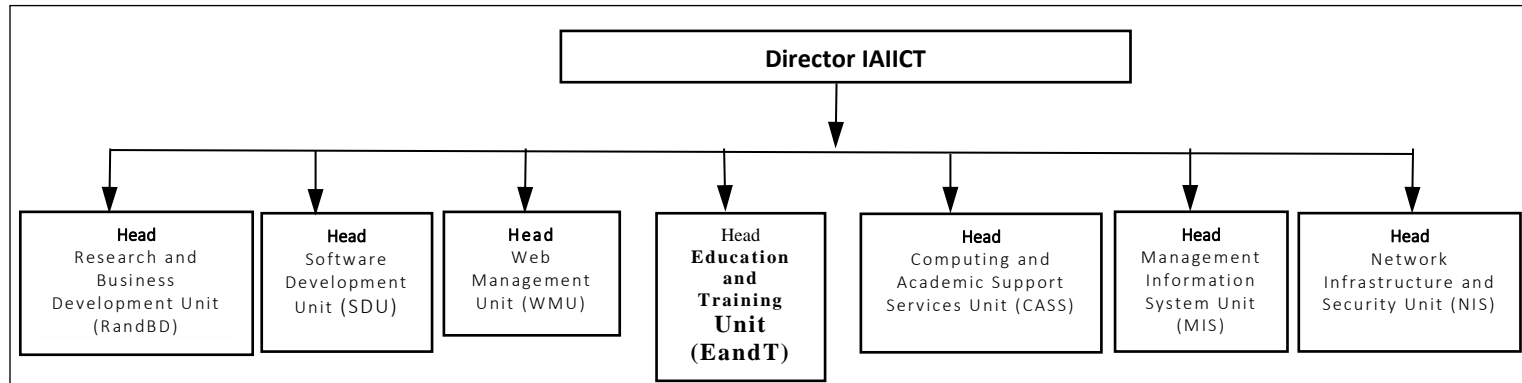 Director IAIICT
Head
Research and
Business
Development Unit
(RandBD)
Head
Software
Development
Unit (SDU)
Head
Web
Management
Unit (WMU)
Head
Education
and
Training
Unit
(EandT)
Head
Computing and
Academic Support
Services Unit (CASS)
Head
Management
Information
System Unit
(MIS)
Head
Network
Infrastructure and
Security Unit (NIS)